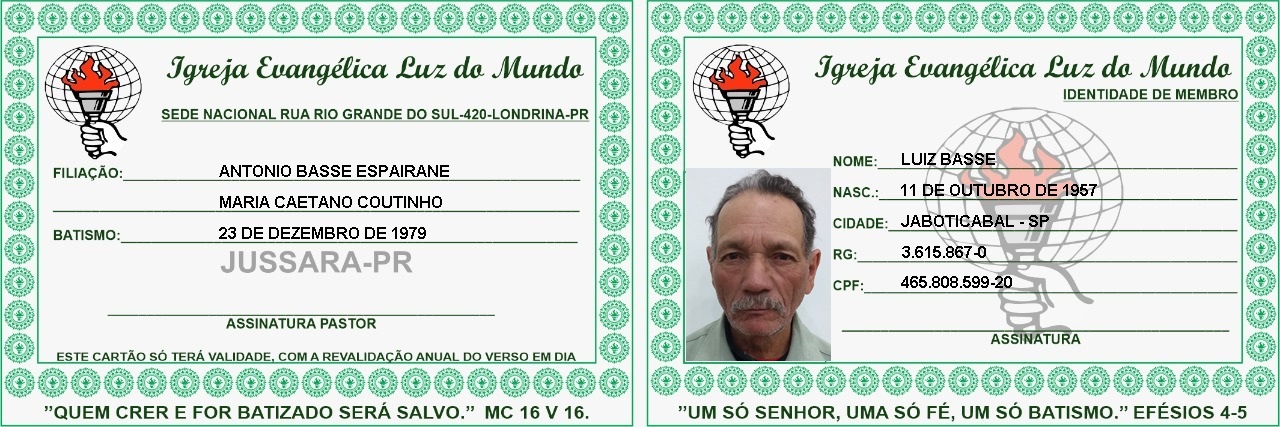 Igreja Evangélica Luz do Mundo
SEDE NACIONAL RUA RIO GRANDE DO SUL-420-LONDRINA-PR
FILIAÇÃO: ANTONIO BASSE ESPAIRANE
MARIA CAETANO COUTINHO
BATISMO: 23 DE DEZEMBRO DE 1979
JUSSARA-PR
ASSINATURA PASTOR
ESTE CARTÃO SÓ TERÁ VALIDADE, COM A REVALIDAÇÃO ANUAL DO VERSO EM DIA
”QUEM CRER E FOR BATIZADO SERÁ SALVO.” MC 16 V 16.
Igreja Evangélica Luz do Mundo
IDENTIDADE DE MEMBRO
NOME: LUIZ BASSE
NASC.: 11 DE OUTUBRO DE 1957
CIDADE: JABOTICABAL - SP
RG: 3.615.867-0
CPF: 465.808.599-20
ASSINATURA
”UM SÓ SENHOR, UMA SÓ FÉ, UM SÓ BATISMO.” EFÉSIOS 4-5